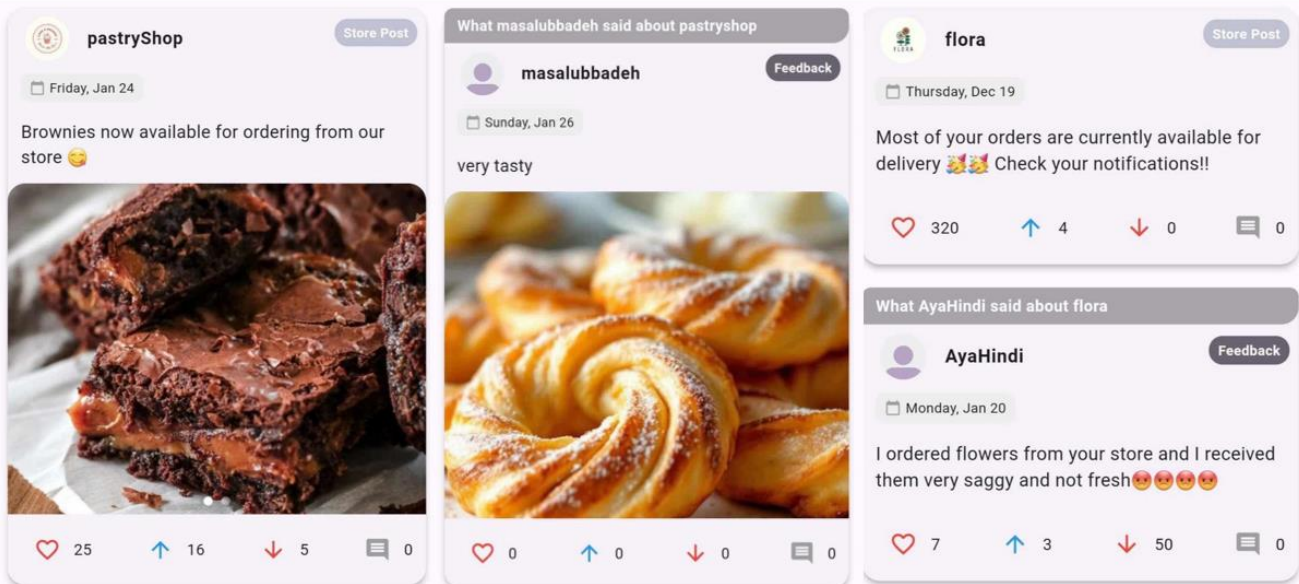 pastryShop
Store Post
Friday, Jan 24
Brownies now available for ordering from our
store 😋
25 16 5 0
What masalubbadeh said about pastryshop
masalubbadeh
Feedback
Sunday, Jan 26
very tasty
0 0 0 0
FLORA
flora
Store Post
Thursday, Dec 19
Most of your orders are currently available for
delivery 🥳🥳 Check your notifications!!
320 4 0 0
What AyaHindi said about flora
AyaHindi
Feedback
Monday, Jan 20
I ordered flowers from your store and I received
them very saggy and not fresh😡😡😡😡
7 3 50 0